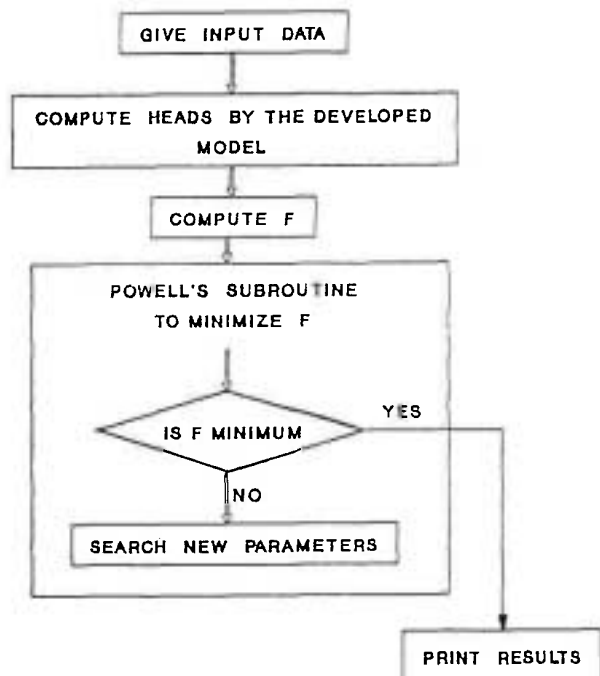 GIVE INPUT DATA
COMPUTE HEADS BY THE DEVELOPED
MODEL
COMPUTE F
POWELL'S SUBROUTINE
TO MINIMIZE F
YES
IS F MINIMUM
NO
SEARCH NEW PARAMETERS
PRINT RESULTS